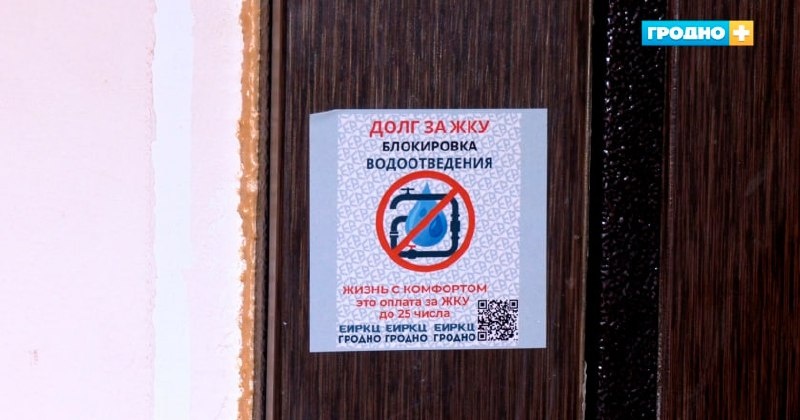 ГРОДНО +
ДОЛГ ЗА ЖКУ
БЛОКИРОВКА
ВОДООТВЕДЕНИЯ
ЖИЗНЬ С КОМФОРТОМ
это оплата за ЖКУ
до 25 числа
ЕИРКЦ ЕИРКЦ ЕИРКЦ
ГРОДНО ГРОДНО ГРОДНО